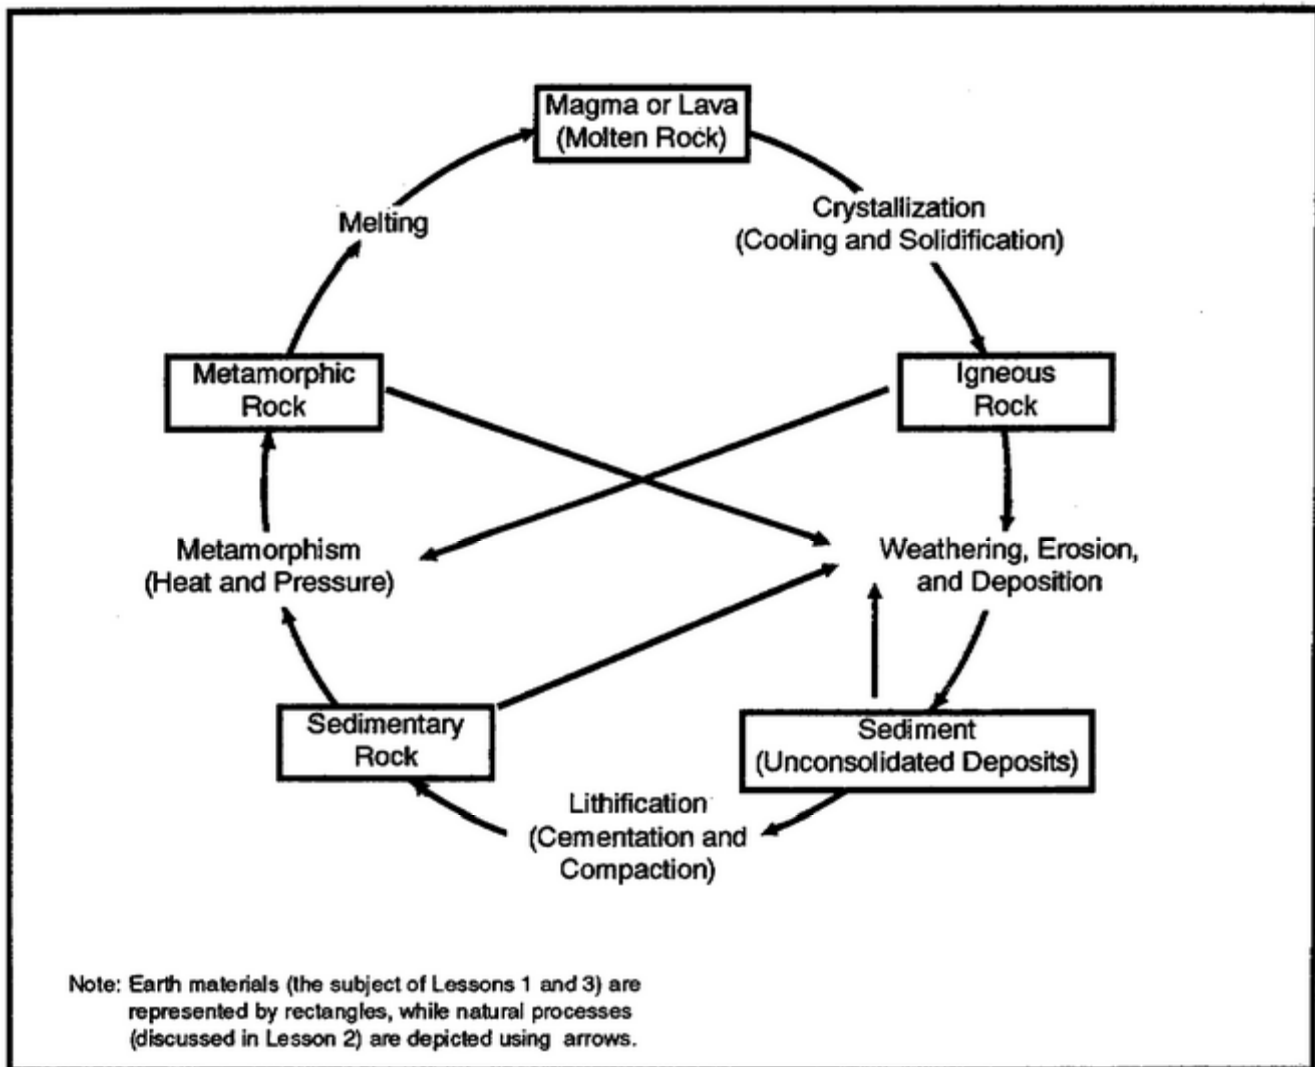 Magma or Lava
(Molten Rock)
Crystallization
(Cooling and Solidification)
Melting
Metamorphic
Rock
Igneous
Rock
Metamorphism
(Heat and Pressure)
Weathering, Erosion,
and Deposition
Sedimentary
Rock
Sediment
(Unconsolidated Deposits)
Lithification
(Cementation and
Compaction)
Note: Earth materials (the subject of Lessons 1 and 3) are
represented by rectangles, while natural processes
(discussed in Lesson 2) are depicted using arrows.